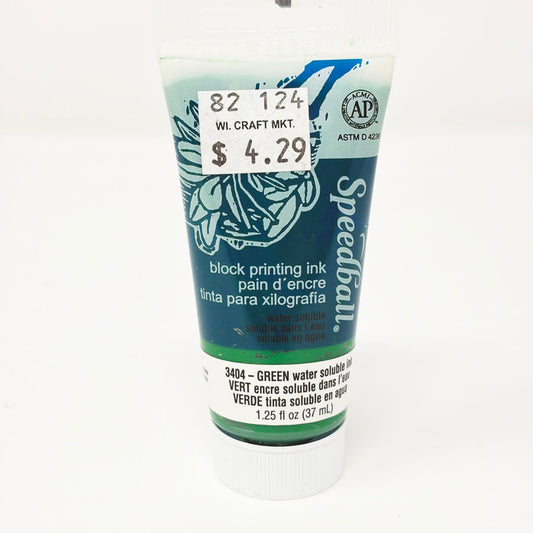 82 124
WI. CRAFT MKT.
$ 4.29
ACMI
AP
ASTM D 4236
Speedball®
block printing ink
pain d´encre
tinta para xilografía
water soluble
soluble dans l'eau
soluble en agua
3404 – GREEN water soluble ink
VERT encre soluble dans l'eau
VERDE tinta soluble en agua
1.25 fl oz (37 mL)